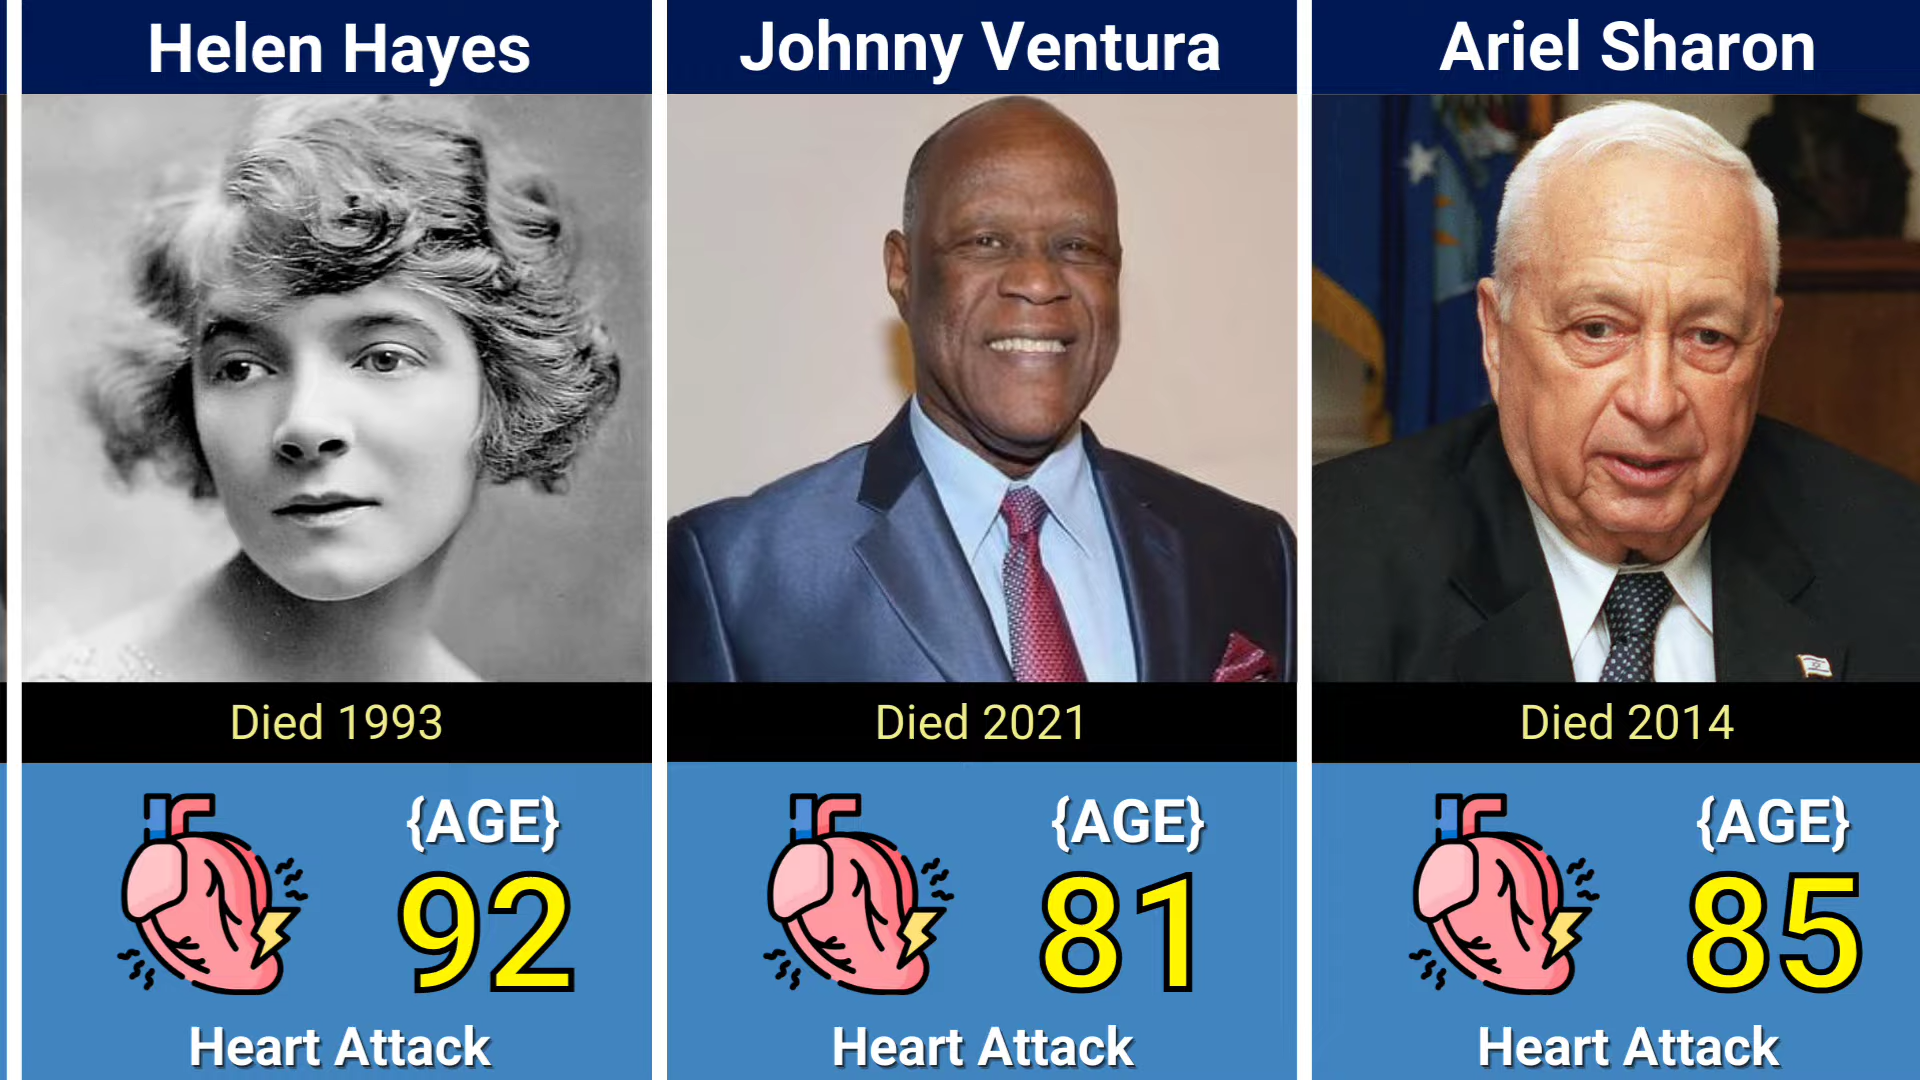 Helen Hayes
Died 1993
{AGE}
92
Heart Attack
Johnny Ventura
Died 2021
{AGE}
81
Heart Attack
Ariel Sharon
Died 2014
{AGE}
85
Heart Attack